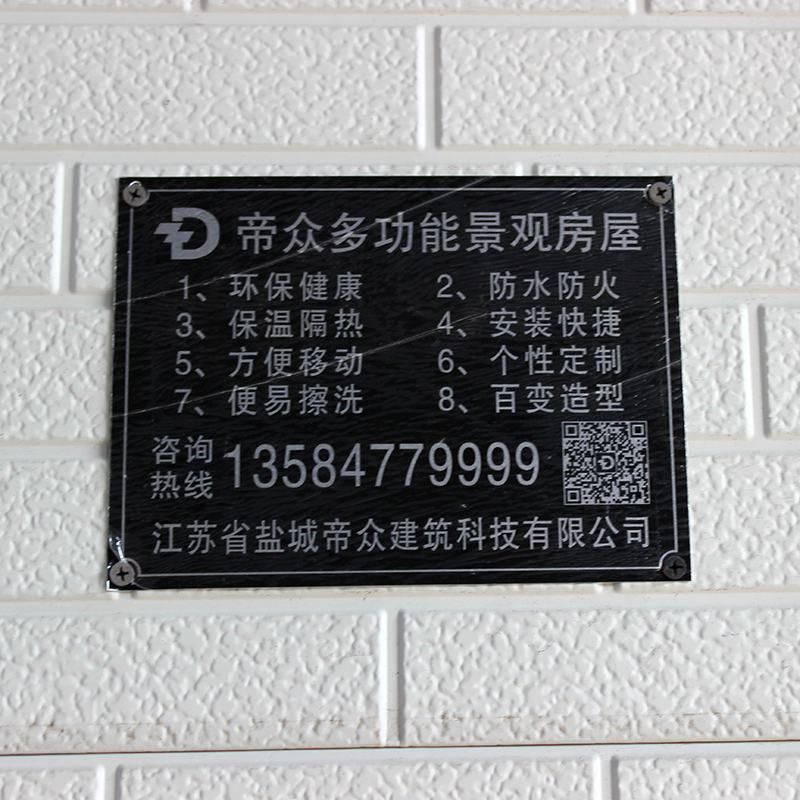 帝众多功能景观房屋
1、环保健康 2、防水防火
3、保温隔热 4、安装快捷
5、方便移动 6、个性定制
7、便易擦洗 8、百变造型
咨询热线 13584779999
江苏省盐城帝众建筑科技有限公司